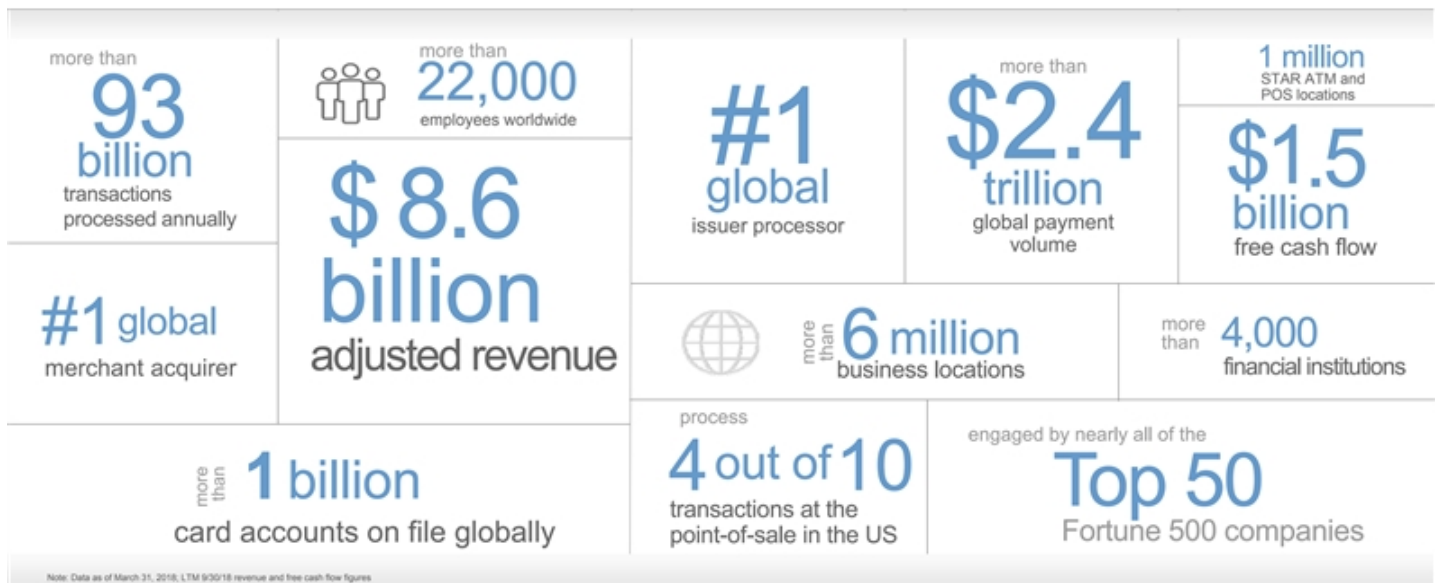 more than
93
billion
transactions
processed annually
#1 global
merchant acquirer
more than
22,000
employees worldwide
$ 8.6
billion
adjusted revenue
more than
1 billion
card accounts on file globally
#1
global
issuer processor
more than
$2.4
trillion
global payment
volume
1 million
STAR ATM and
POS locations
$1.5
billion
free cash flow
more
than
6 million
business locations
more
than
4,000
financial institutions
process
4 out of 10
transactions at the
point-of-sale in the US
engaged by nearly all of the
Top 50
Fortune 500 companies
Note: Data as of March 31, 2018; LTM 9/30/18 revenue and free cash flow figures